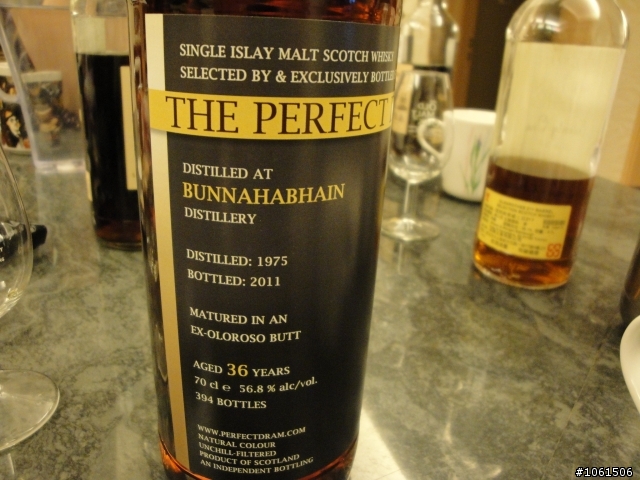 SINGLE ISLAY MALT SCOTCH WHISKY
SELECTED BY & EXCLUSIVELY BOTTLED
THE PERFECT
DISTILLED AT
BUNNAHABHAIN
DISTILLERY
DISTILLED: 1975
BOTTLED: 2011
MATURED IN AN
EX-OLOROSO BUTT
AGED 36 YEARS
70 cl e 56.8 % alc/vol.
394 BOTTLES
WWW.PERFECTDRAM.COM
NATURAL COLOUR
UNCHILL-FILTERED
PRODUCT OF SCOTLAND
AN INDEPENDENT BOTTLING
#1061506